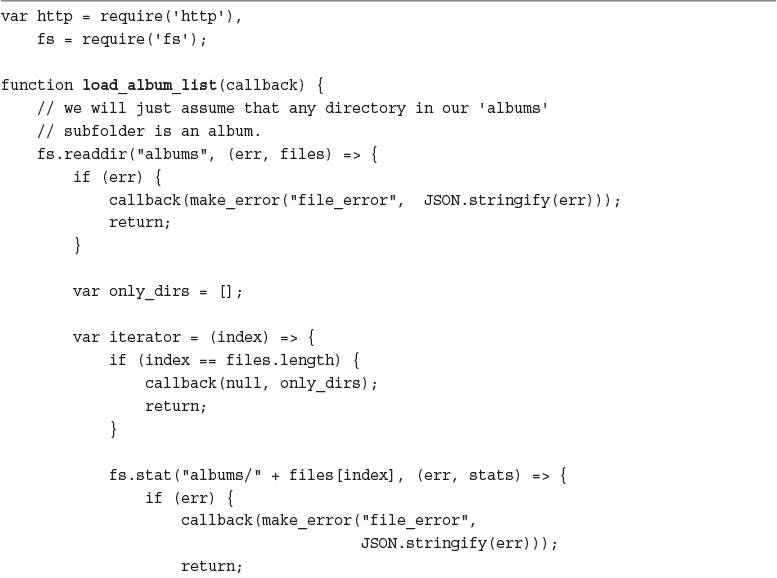 var http = require('http'),
    fs = require('fs');

function load_album_list(callback) {
    // we will just assume that any directory in our 'albums'
    // subfolder is an album.
    fs.readdir("albums", (err, files) => {
        if (err) {
            callback(make_error("file_error",  JSON.stringify(err)));
            return;
        }

        var only_dirs = [];

        var iterator = (index) => {
            if (index == files.length) {
                callback(null, only_dirs);
                return;
            }

            fs.stat("albums/" + files[index], (err, stats) => {
                if (err) {
                    callback(make_error("file_error",
                                        JSON.stringify(err)));
                    return;